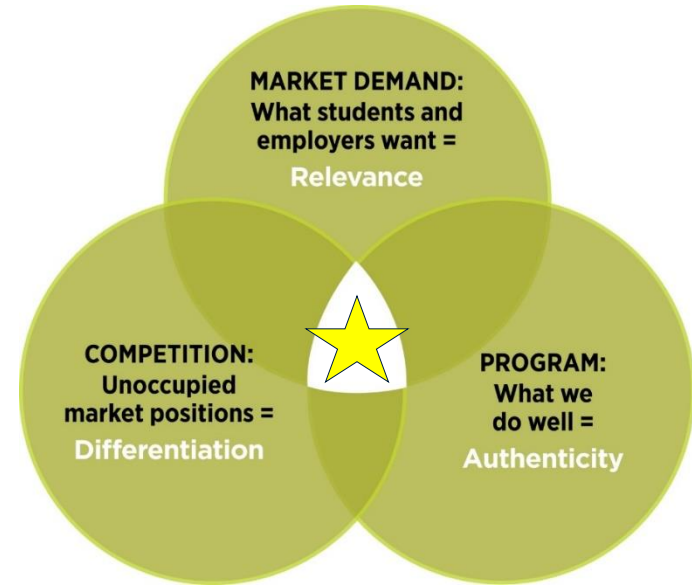 MARKET DEMAND:
What students and
employers want =
Relevance
COMPETITION:
Unoccupied
market positions =
Differentiation
PROGRAM:
What we
do well =
Authenticity